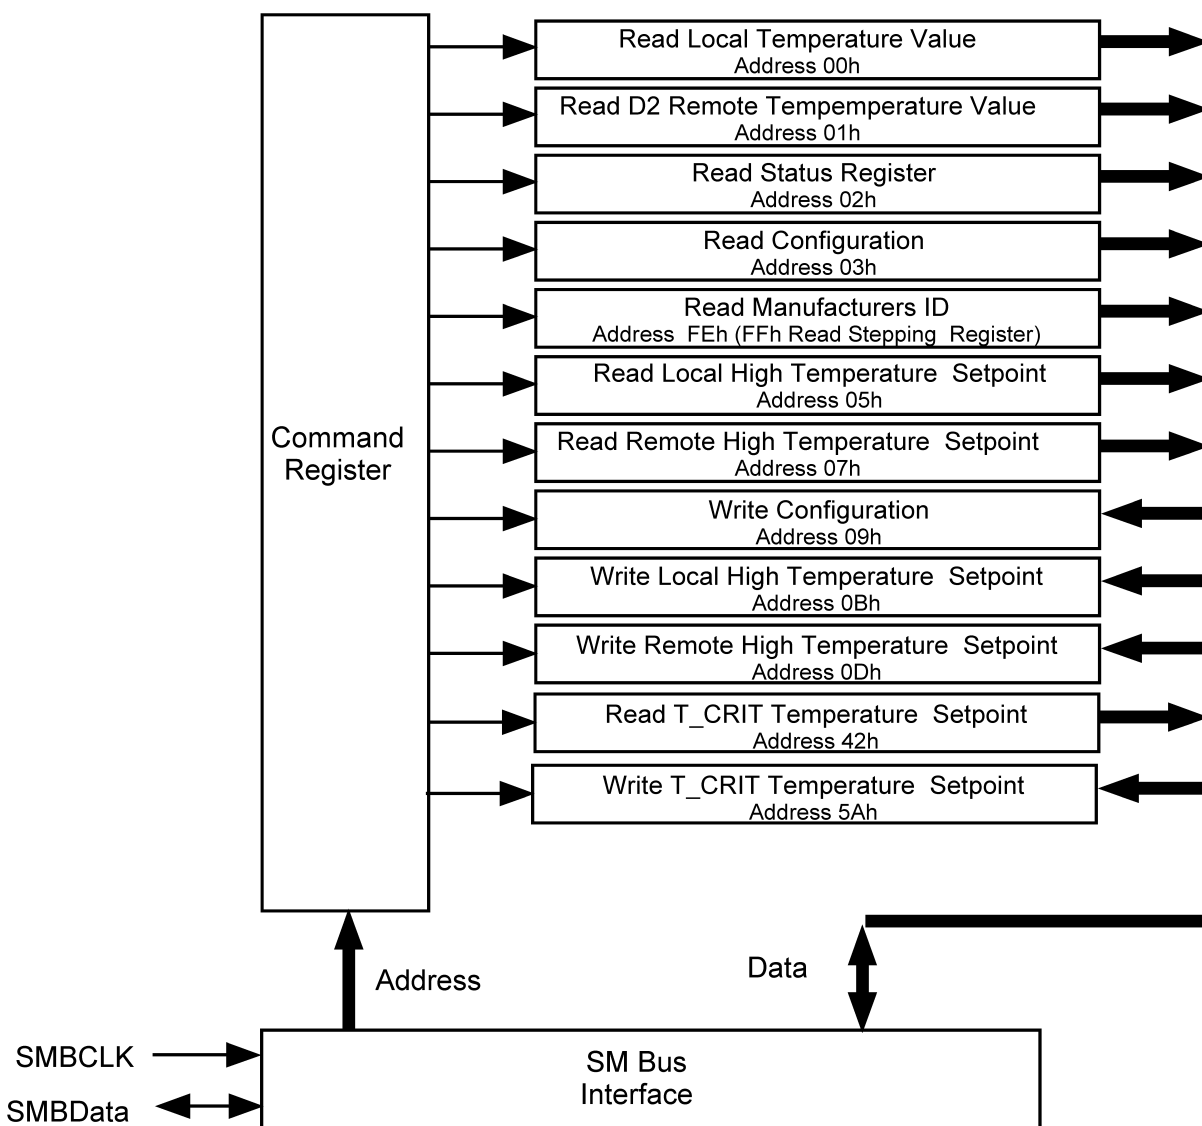 Read Local Temperature Value
Address 00h
Read D2 Remote Tempemperature Value
Address 01h
Read Status Register
Address 02h
Read Configuration
Address 03h
Read Manufacturers ID
Address FEh (FFh Read Stepping Register)
Read Local High Temperature Setpoint
Address 05h
Command
Register
Read Remote High Temperature Setpoint
Address 07h
Write Configuration
Address 09h
Write Local High Temperature Setpoint
Address 0Bh
Write Remote High Temperature Setpoint
Address 0Dh
Read T_CRIT Temperature Setpoint
Address 42h
Write T_CRIT Temperature Setpoint
Address 5Ah
Address
Data
SMBCLK
SMBData
SM Bus
Interface